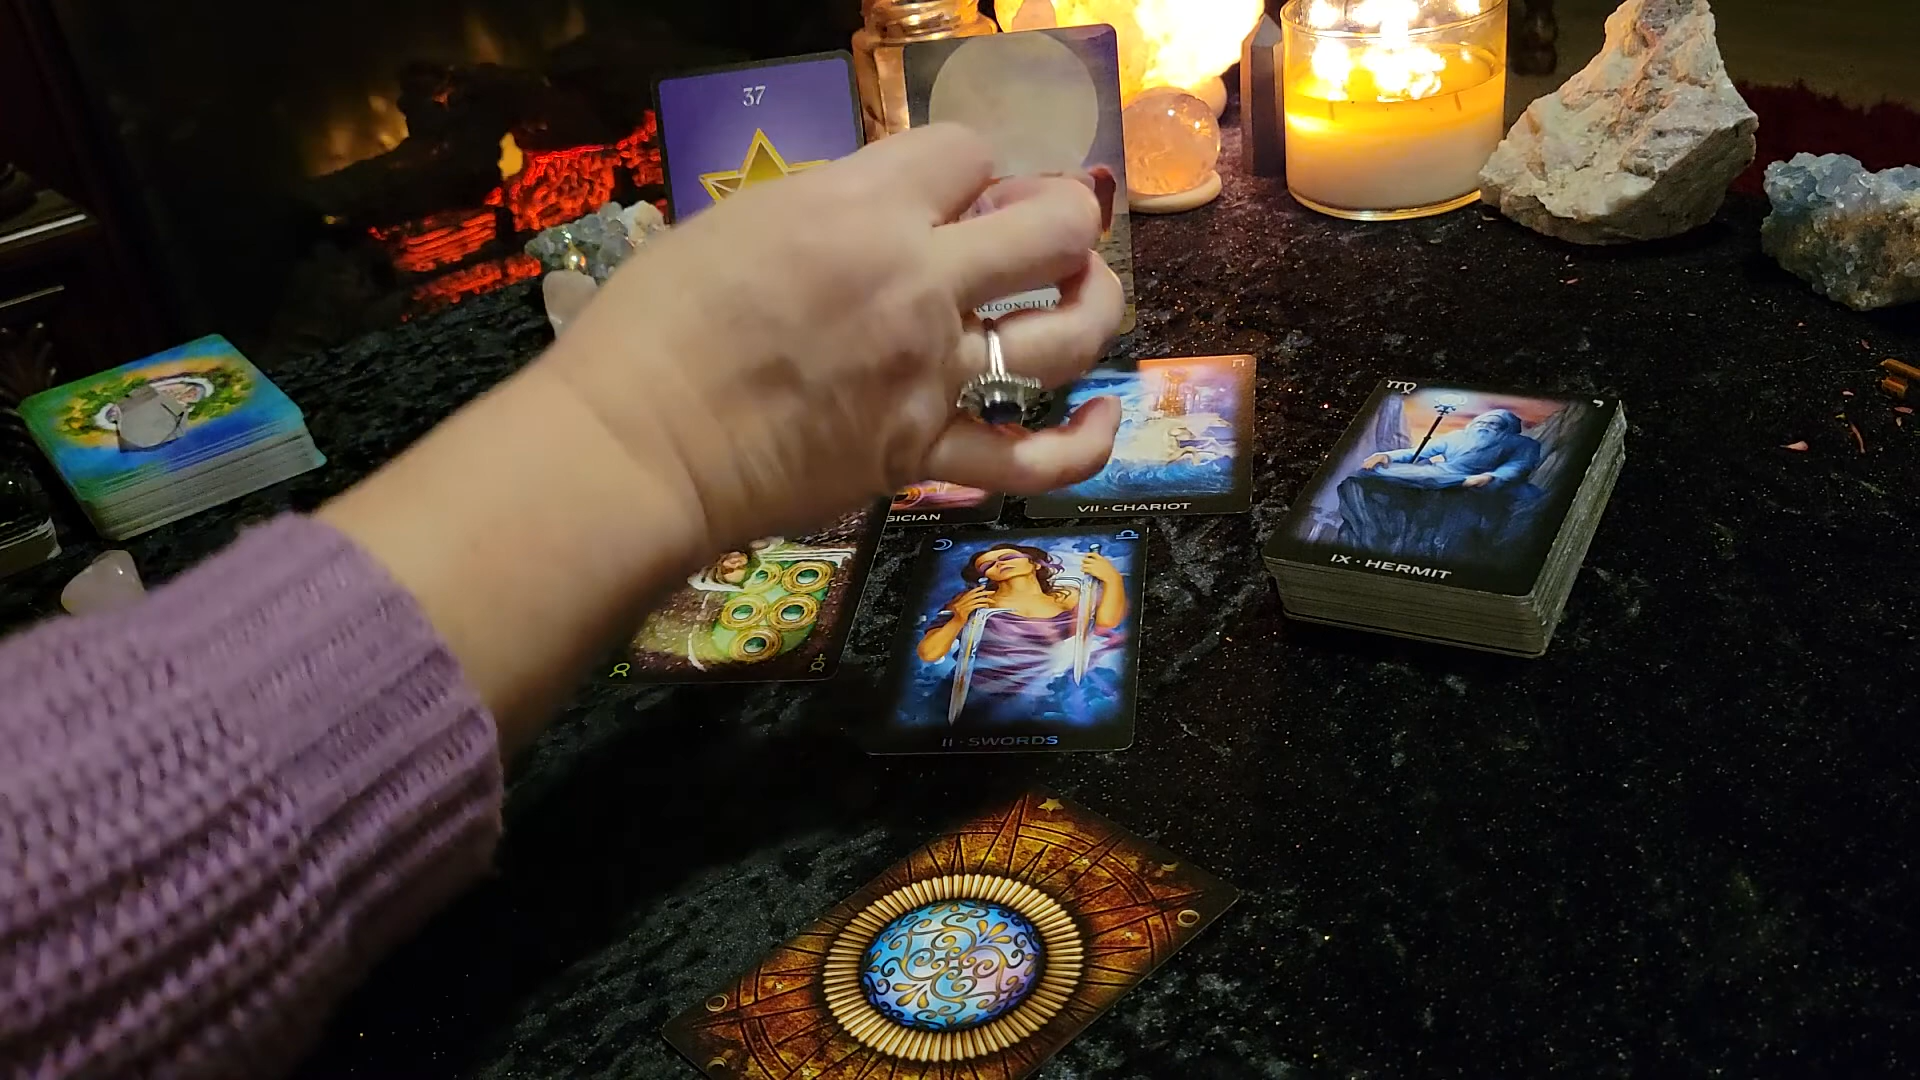 37
RECONCILIA
GICIAN
VII · CHARIOT
IX · HERMIT
II · SWORDS